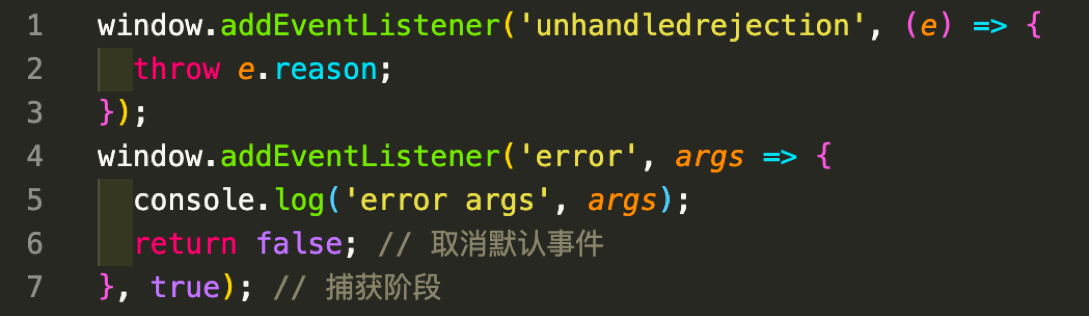 1 window.addEventListener('unhandledrejection', (e) => {
2 throw e.reason;
3 });
4 window.addEventListener('error', args => {
5 console.log('error args', args);
6 return false; // 取消默认事件
7 }, true); // 捕获阶段